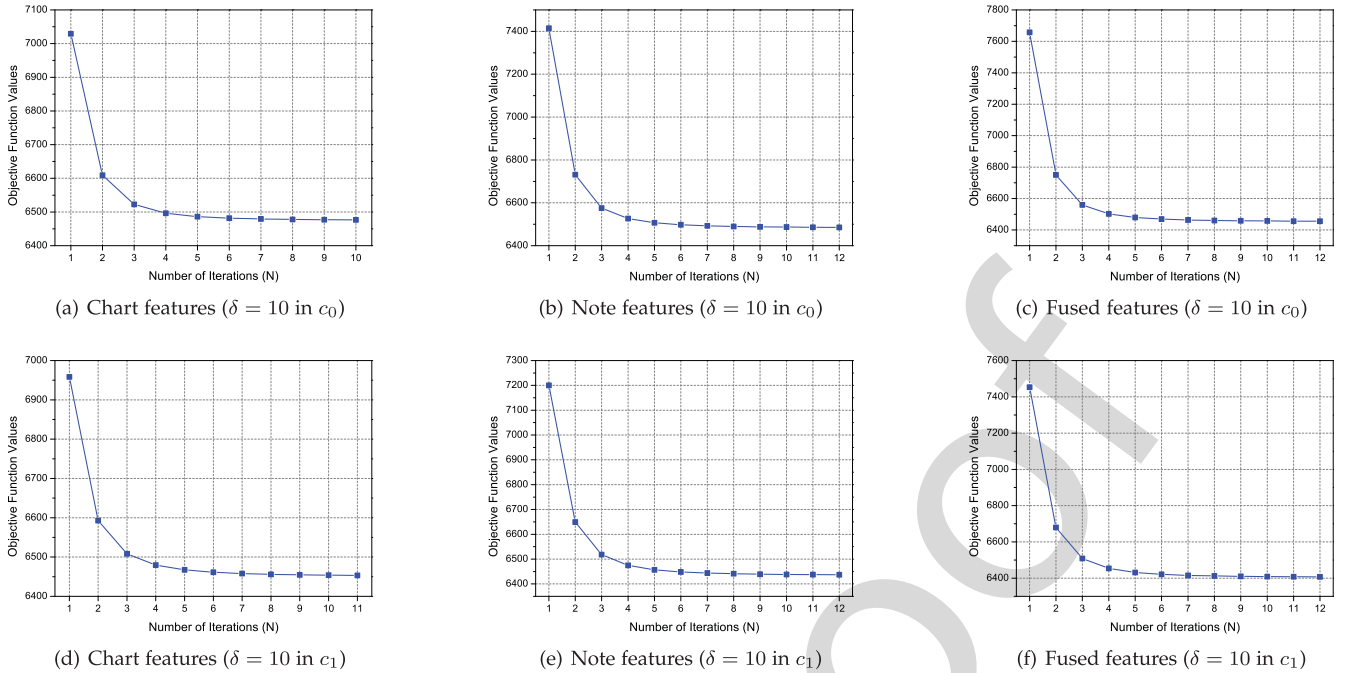 7100
7000
6900
6800
6700
6600
6500
6400
Objective Function Values
1 2 3 4 5 6 7 8 9 10
Number of Iterions (N)
(a) Chart features (δ = 10 in c₀)
7400
7200
7000
6800
6600
6400
Objective Function Values
1 2 3 4 5 6 7 8 9 10 11 12
Number of Iterations (N)
(b) Note features (δ = 10 in c₀)
7800
7600
7400
7200
7000
6800
6600
6400
Objective Function Values
1 2 3 4 5 6 7 8 9 10 11 12
Number of Iterations (N)
(c) Fused features (δ = 10 in c₀)
7000
6900
6800
6700
6600
6500
6400
Objective Function Values
1 2 3 4 5 6 7 8 9 10 11
Number of Iterations (N)
(d) Chart features (δ = 10 in c₁)
7300
7200
7100
7000
6900
6800
6700
6600
6500
6400
Objective Function Values
1 2 3 4 5 6 7 8 9 10 11 12
Number of Iterations (N)
(e) Note features (δ = 10 in c₁)
7600
7400
7200
7000
6800
6600
6400
Objective Function Values
1 2 3 4 5 6 7 8 9 10 11 12
Number of Iterations (N)
(f) Fused features (δ = 10 in c₁)
oof